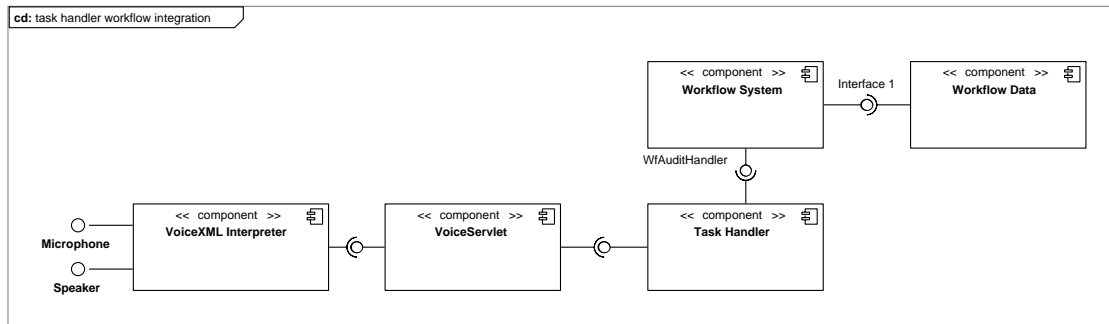 cd: task handler workflow integration
<< component >>
Workflow System
Interface 1
<< component >>
Workflow Data
WfAuditHandler
Microphone
Speaker
<< component >>
VoiceXML Interpreter
<< component >>
VoiceServlet
<< component >>
Task Handler